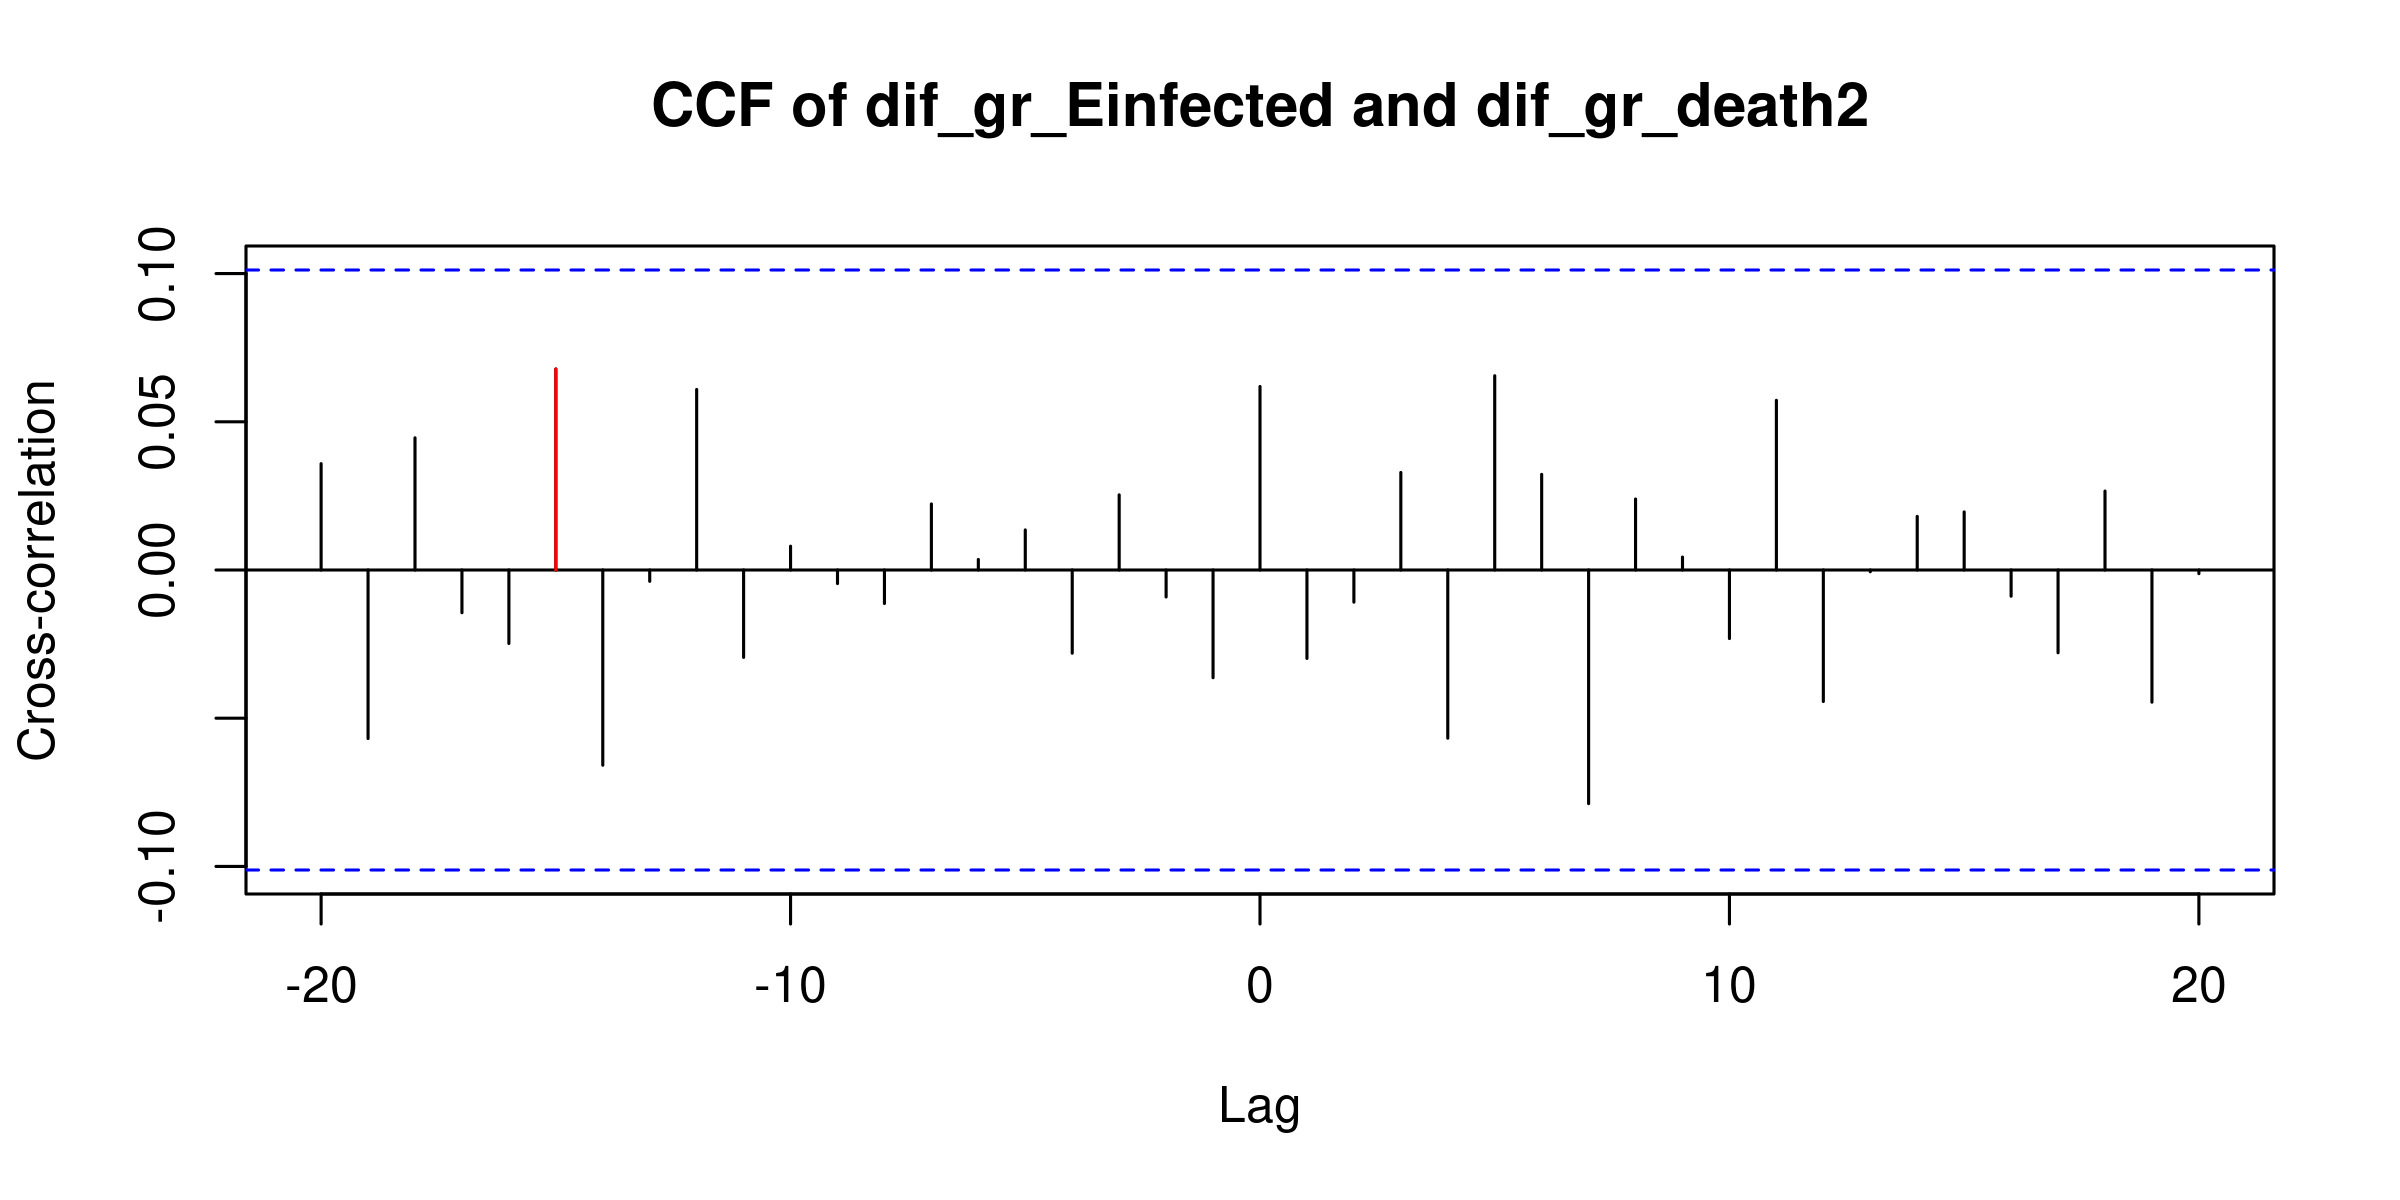 CCF of dif_gr_Einfected and dif_gr_death2
Cross-correlation
0.10
0.05
0.00
-0.10
-20 -10 0 10 20
Lag